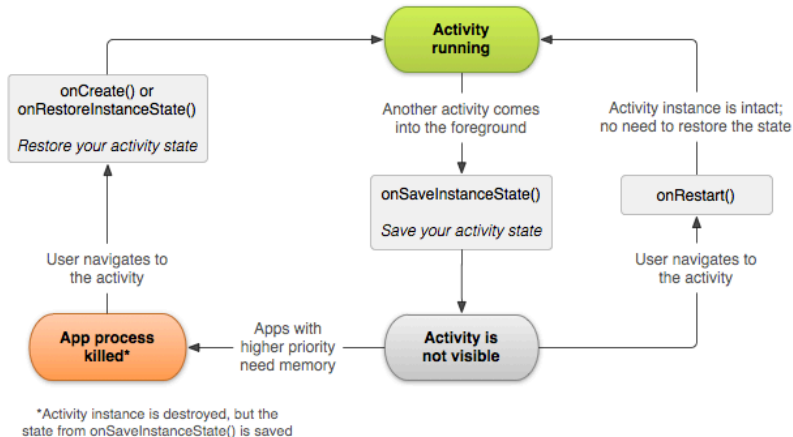 Activity
running
onCreate() or
onRestoreInstanceState()
Restore your activity state
Another activity comes
into the foreground
Activity instance is intact;
no need to restore the state
onSaveInstanceState()
Save your activity state
onRestart()
User navigates to
the activity
User navigates to
the activity
App process
killed*
Apps with
higher priority
need memory
Activity is
not visible
*Activity instance is destroyed, but the
state from onSaveInstanceState() is saved